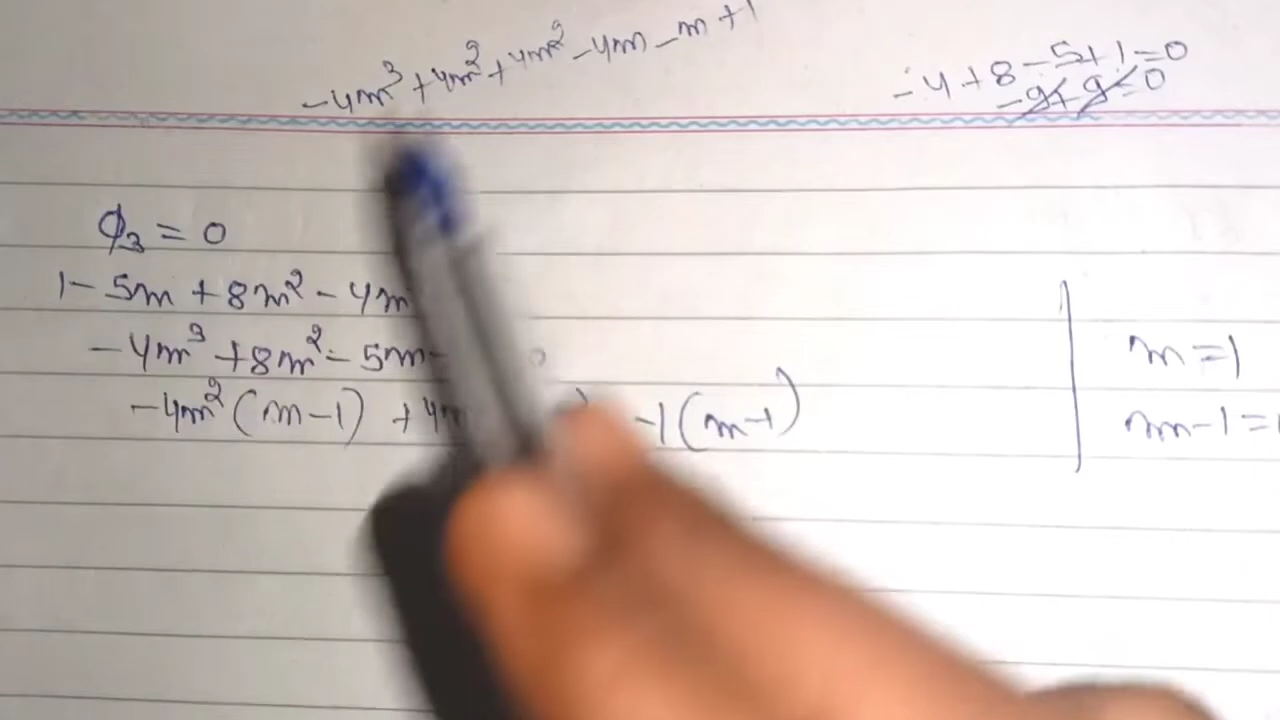 -4m³+4m²+4m²-4m-m+1
-4+8-5+1=0
-9+9=0
ϕ₃ = 0
1-5m+8m²-4m
-4m³+8m²-5m
-4m²(m-1) +4m -1(m-1)
m=1
m-1=